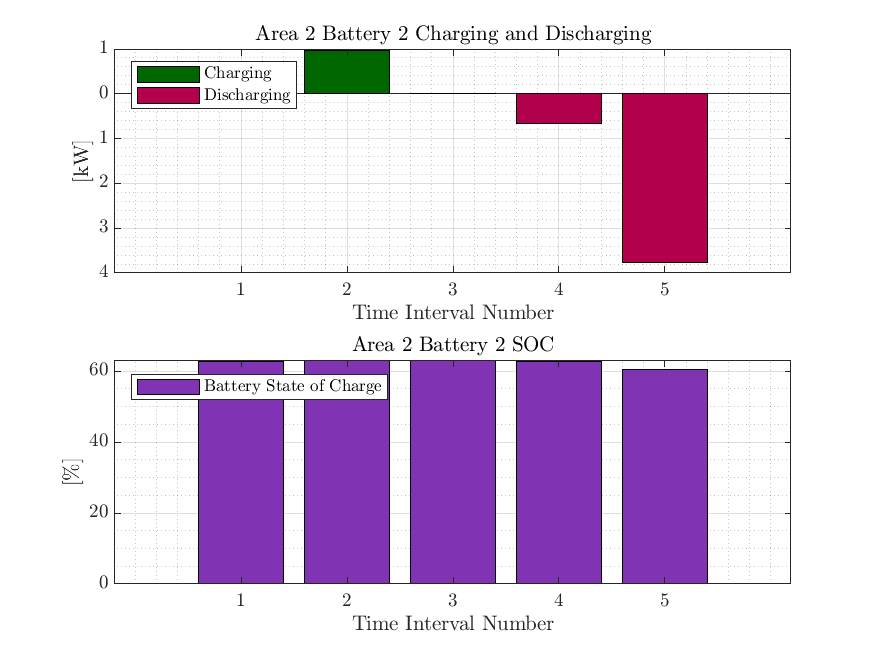 Area 2 Battery 2 Charging and Discharging
1
0
1
2
3
4
[kW]
Charging
Discharging
1 2 3 4 5
Time Interval Number
Area 2 Battery 2 SOC
60
40
20
0
[%]
Battery State of Charge
1 2 3 4 5
Time Interval Number